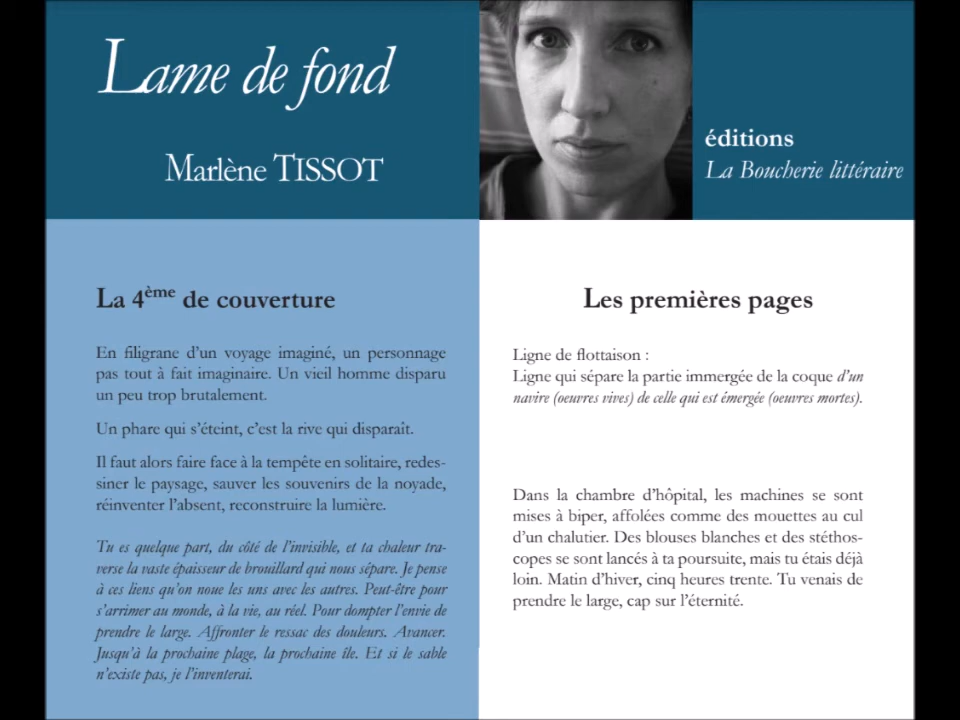 Lame de fond
Marlène TISSOT
éditions
La Boucherie littéraire
La 4ème de couverture
En filigrane d'un voyage imaginé, un personnage
pas tout à fait imaginaire. Un vieil homme disparu
un peu trop brutalement.
Un phare qui s'éteint, c'est la rive qui disparaît.
Il faut alors faire face à la tempête en solitaire, redes-
siner le paysage, sauver les souvenirs de la noyade,
réinventer l'absent, reconstruire la lumière.
Tu es quelque part, du côté de l'invisible, et ta chaleur tra-
verse la vaste épaisseur de brouillard qui nous sépare. Je pense
à ces liens qu'on noue les uns avec les autres. Peut-être pour
s'arrimer au monde, à la vie, au réel. Pour dompter l'envie de
prendre le large. Affronter le ressac des douleurs. Avancer.
Jusqu'à la prochaine plage, la prochaine île. Et si le sable
n'existe pas, je l'inventerai.
Les premières pages
Ligne de flottaison :
Ligne qui sépare la partie immergée de la coque d'un
navire (oeuvres vives) de celle qui est émergée (oeuvres mortes).
Dans la chambre d'hôpital, les machines se sont
mises à biper, affolées comme des mouettes au cul
d'un chalutier. Des blouses blanches et des stéthos-
copes se sont lancés à ta poursuite, mais tu étais déjà
loin. Matin d'hiver, cinq heures trente. Tu venais de
prendre le large, cap sur l'éternité.